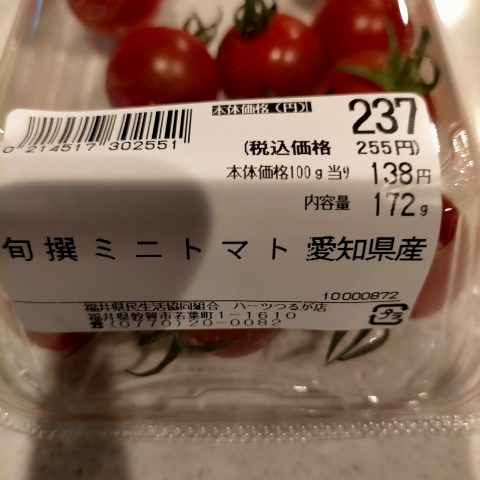 本体価格(円)
237
0 214517 302551
(税込価格 255円)
本体価格100g当り 138円
内容量 172g
旬撰ミニトマト 愛知県産
10000872
福井県民生活協同組合 ハーツつるが店
福井県敦賀市若葉町1-1610
☎(0770)20-0082
プラ